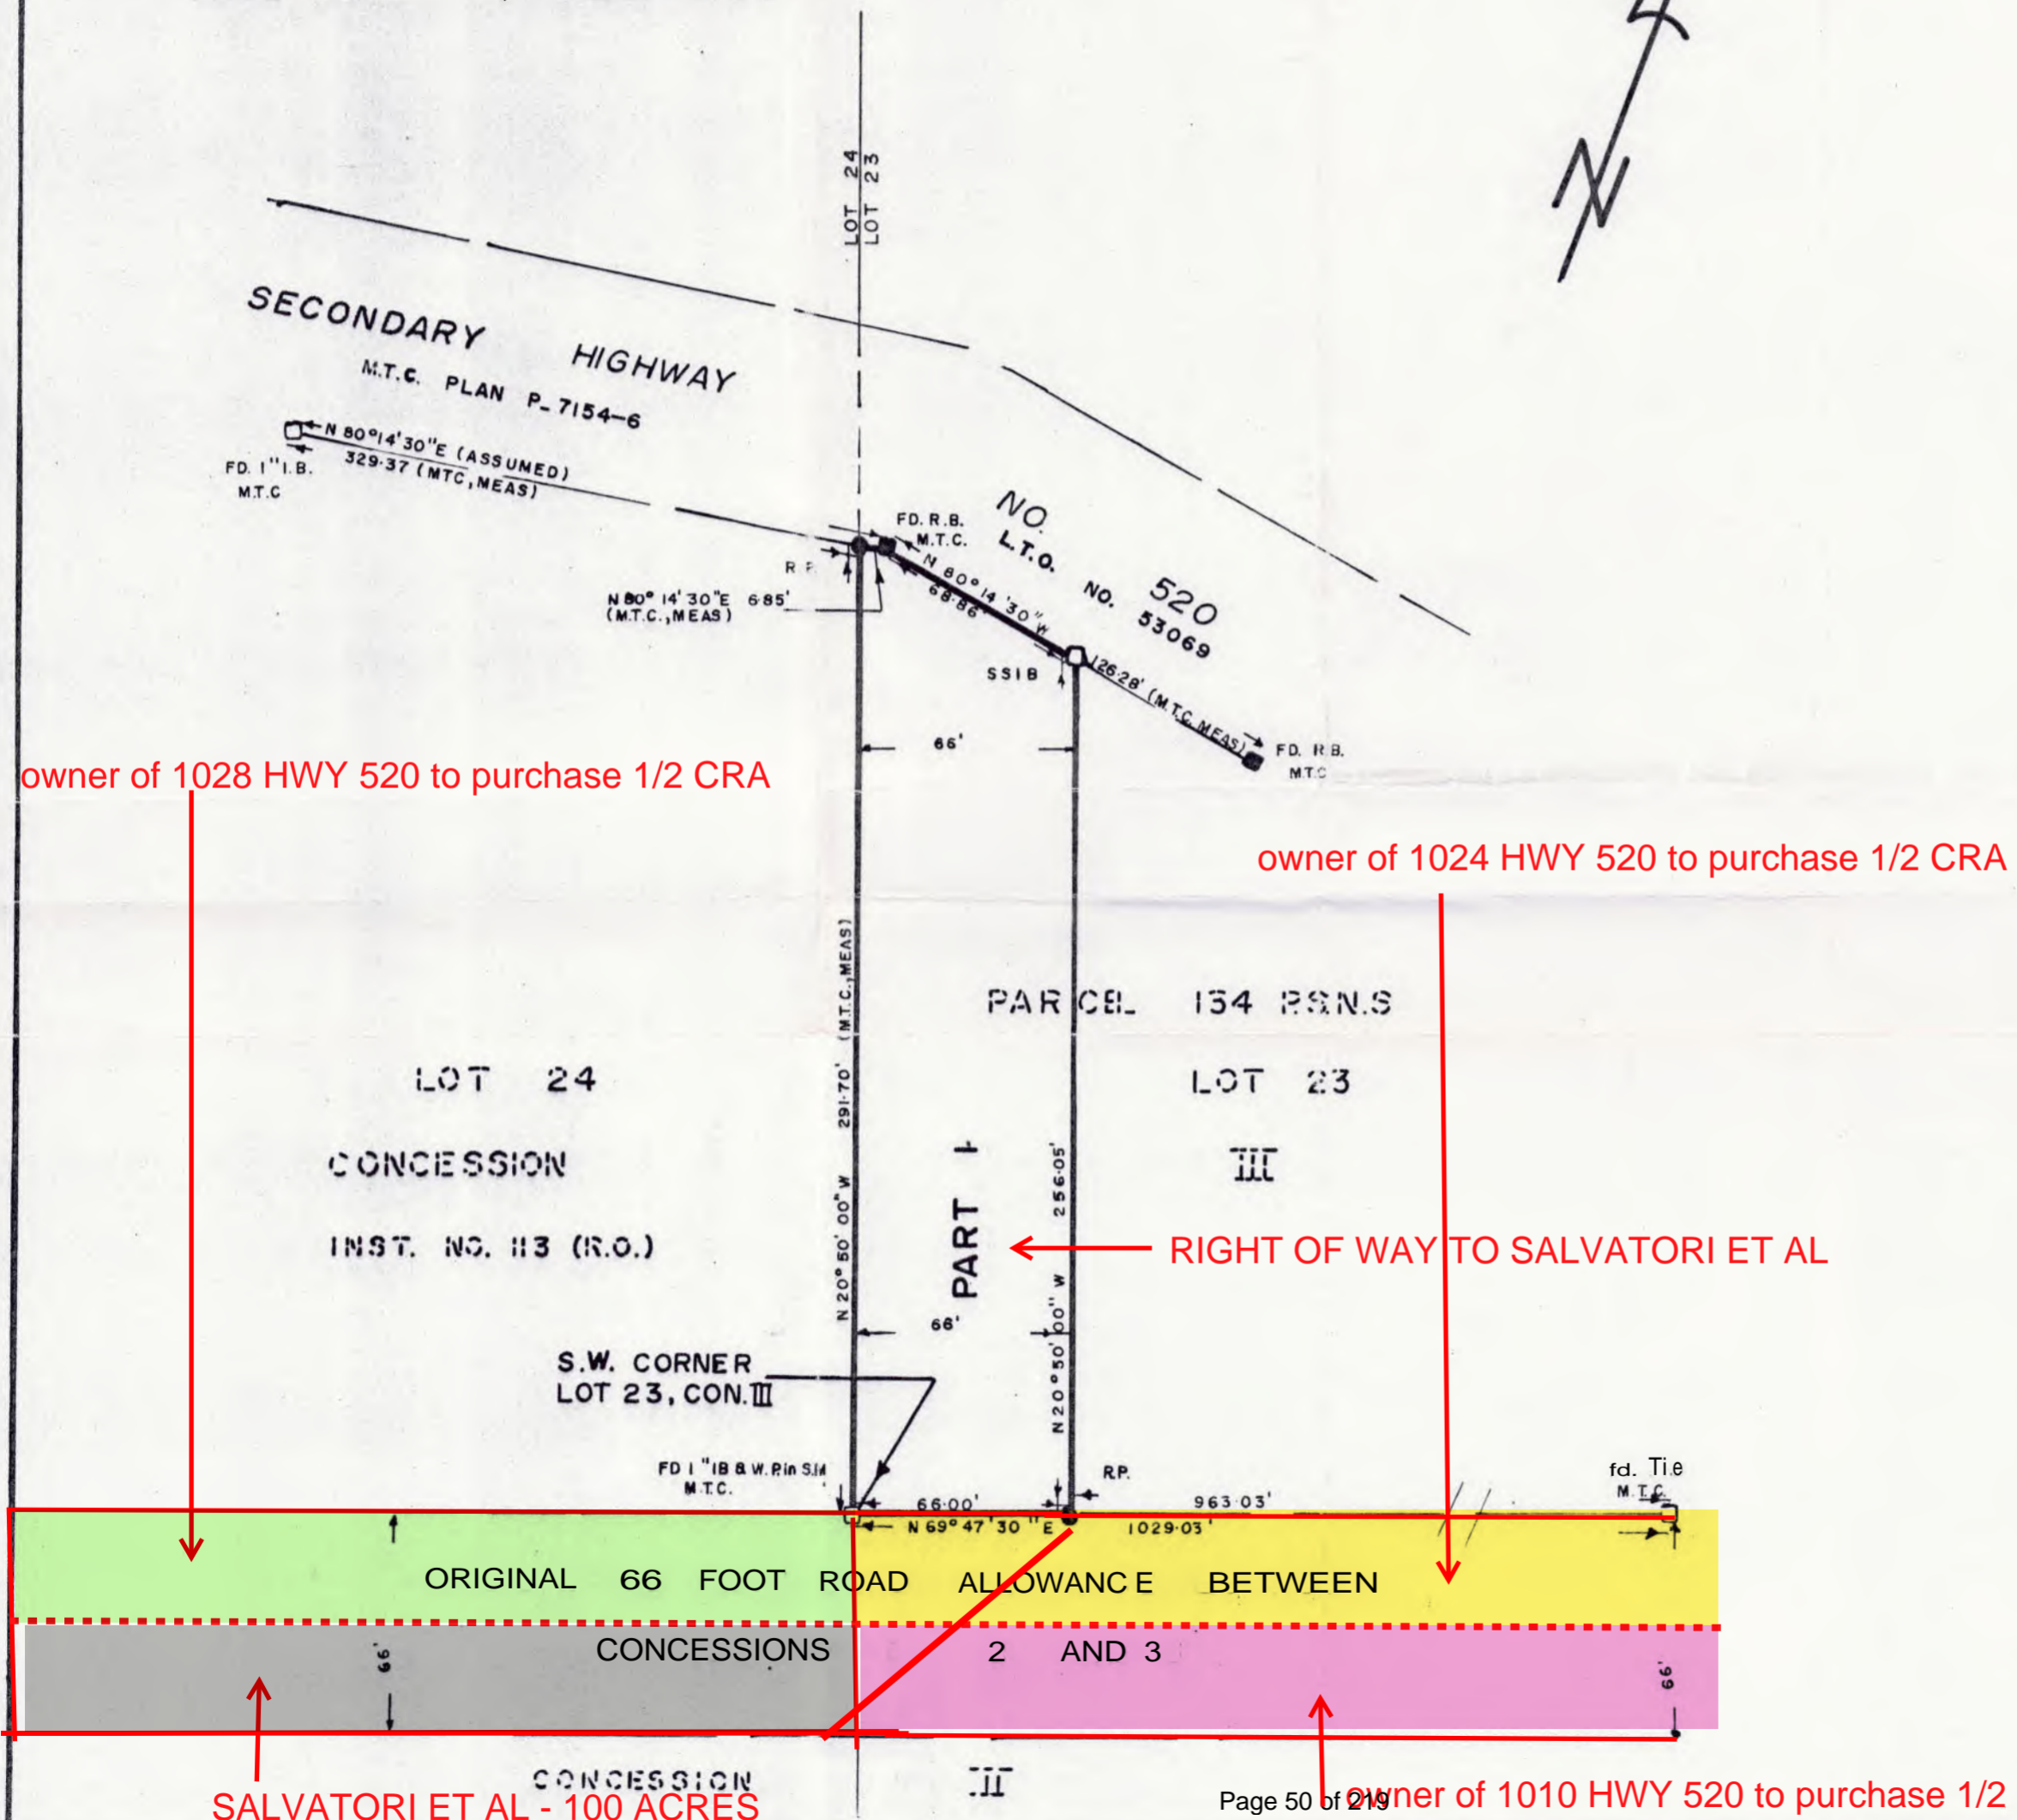 N
LOT 24
LOT 23
SECONDARY HIGHWAY
M.T.C. PLAN P-7154-6
N 80°14'30"E (ASSUMED)
329.37 (MTC, MEAS)
FD. 1" I.B.
M.T.C
FD. R.B.
M.T.C.
NO. 520
L.T.O. NO. 53069
N 80° 14' 30" W
68.86
R.P.
N 80° 14' 30"E 6.85'
(M.T.C., MEAS)
SSIB
126.28' (M.T.C. MEAS)
FD. R.B.
M.T.C
66'
owner of 1028 HWY 520 to purchase 1/2 CRA
owner of 1024 HWY 520 to purchase 1/2 CRA
N 20° 50' 00" W 291.70' (M.T.C., MEAS)
PARCEL 134 P.S.N.S
LOT 24
LOT 23
CONCESSION
III
INST. NO. 113 (R.O.)
PART 1
N 20° 50' 00" W 256.05'
RIGHT OF WAY TO SALVATORI ET AL
66'
S.W. CORNER
LOT 23, CON. III
FD 1" IB & W.P. in S.M
M.T.C.
R.P.
fd. Tie
M.T.C.
66.00'
963.03'
N 69° 47' 30" E 1029.03'
ORIGINAL 66 FOOT ROAD ALLOWANCE BETWEEN
CONCESSIONS 2 AND 3
66'
66'
CONCESSION II
SALVATORI ET AL - 100 ACRES
Page 50 of 219
owner of 1010 HWY 520 to purchase 1/2